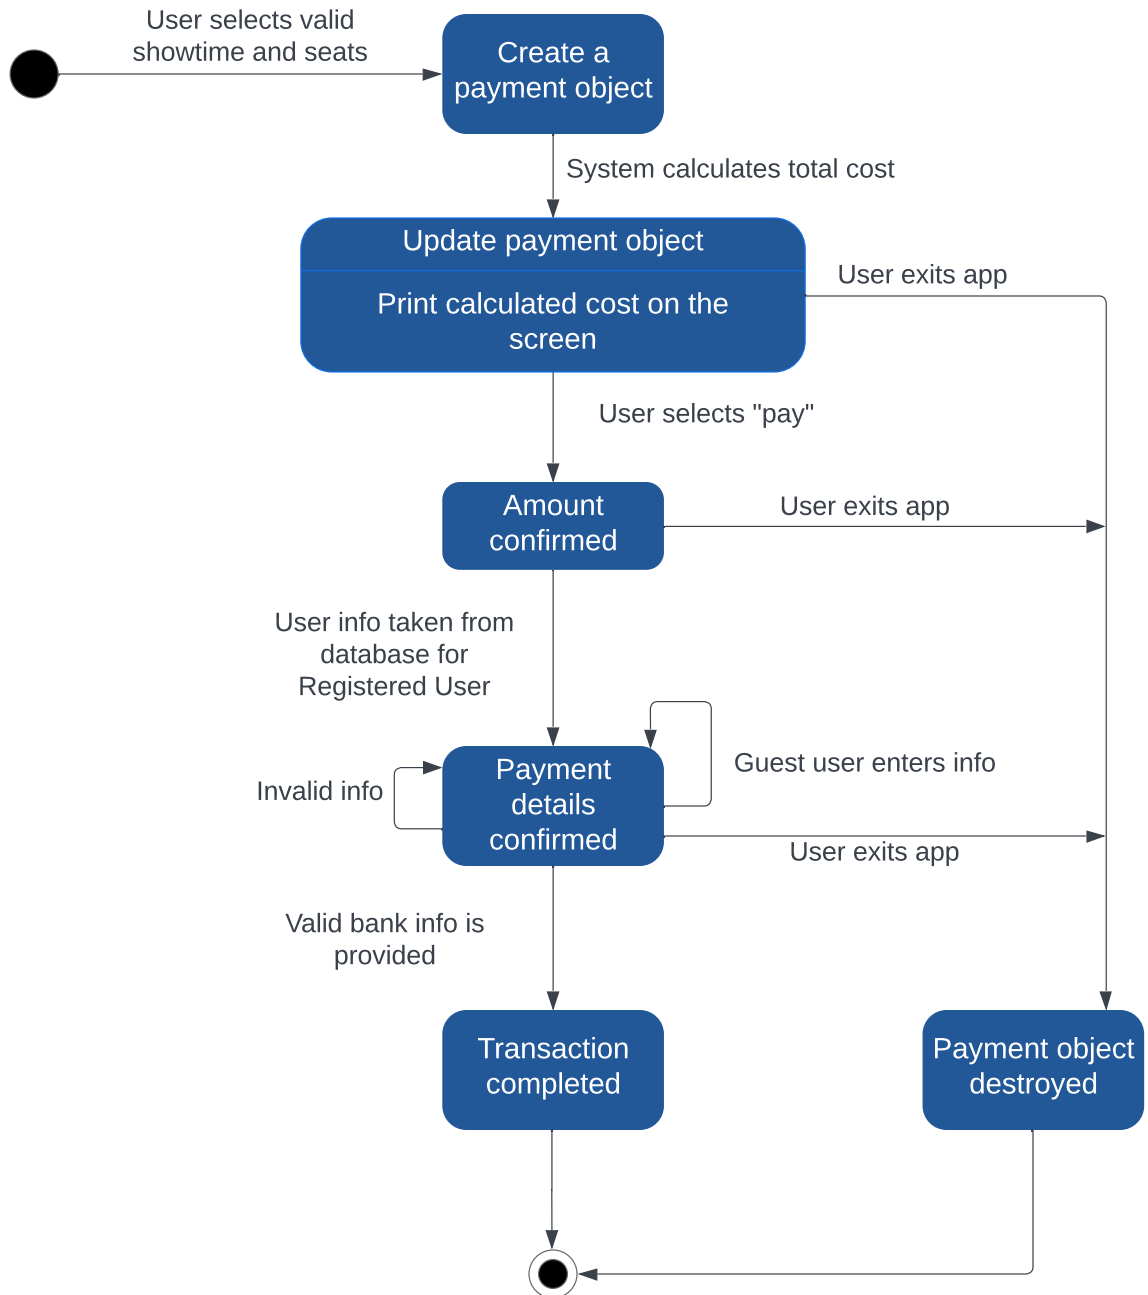 User selects valid
showtime and seats
Create a
payment object
System calculates total cost
Update payment object
Print calculated cost on the
screen
User exits app
User selects "pay"
Amount
confirmed
User exits app
User info taken from
database for
Registered User
Payment
details
confirmed
Guest user enters info
Invalid info
User exits app
Valid bank info is
provided
Transaction
completed
Payment object
destroyed